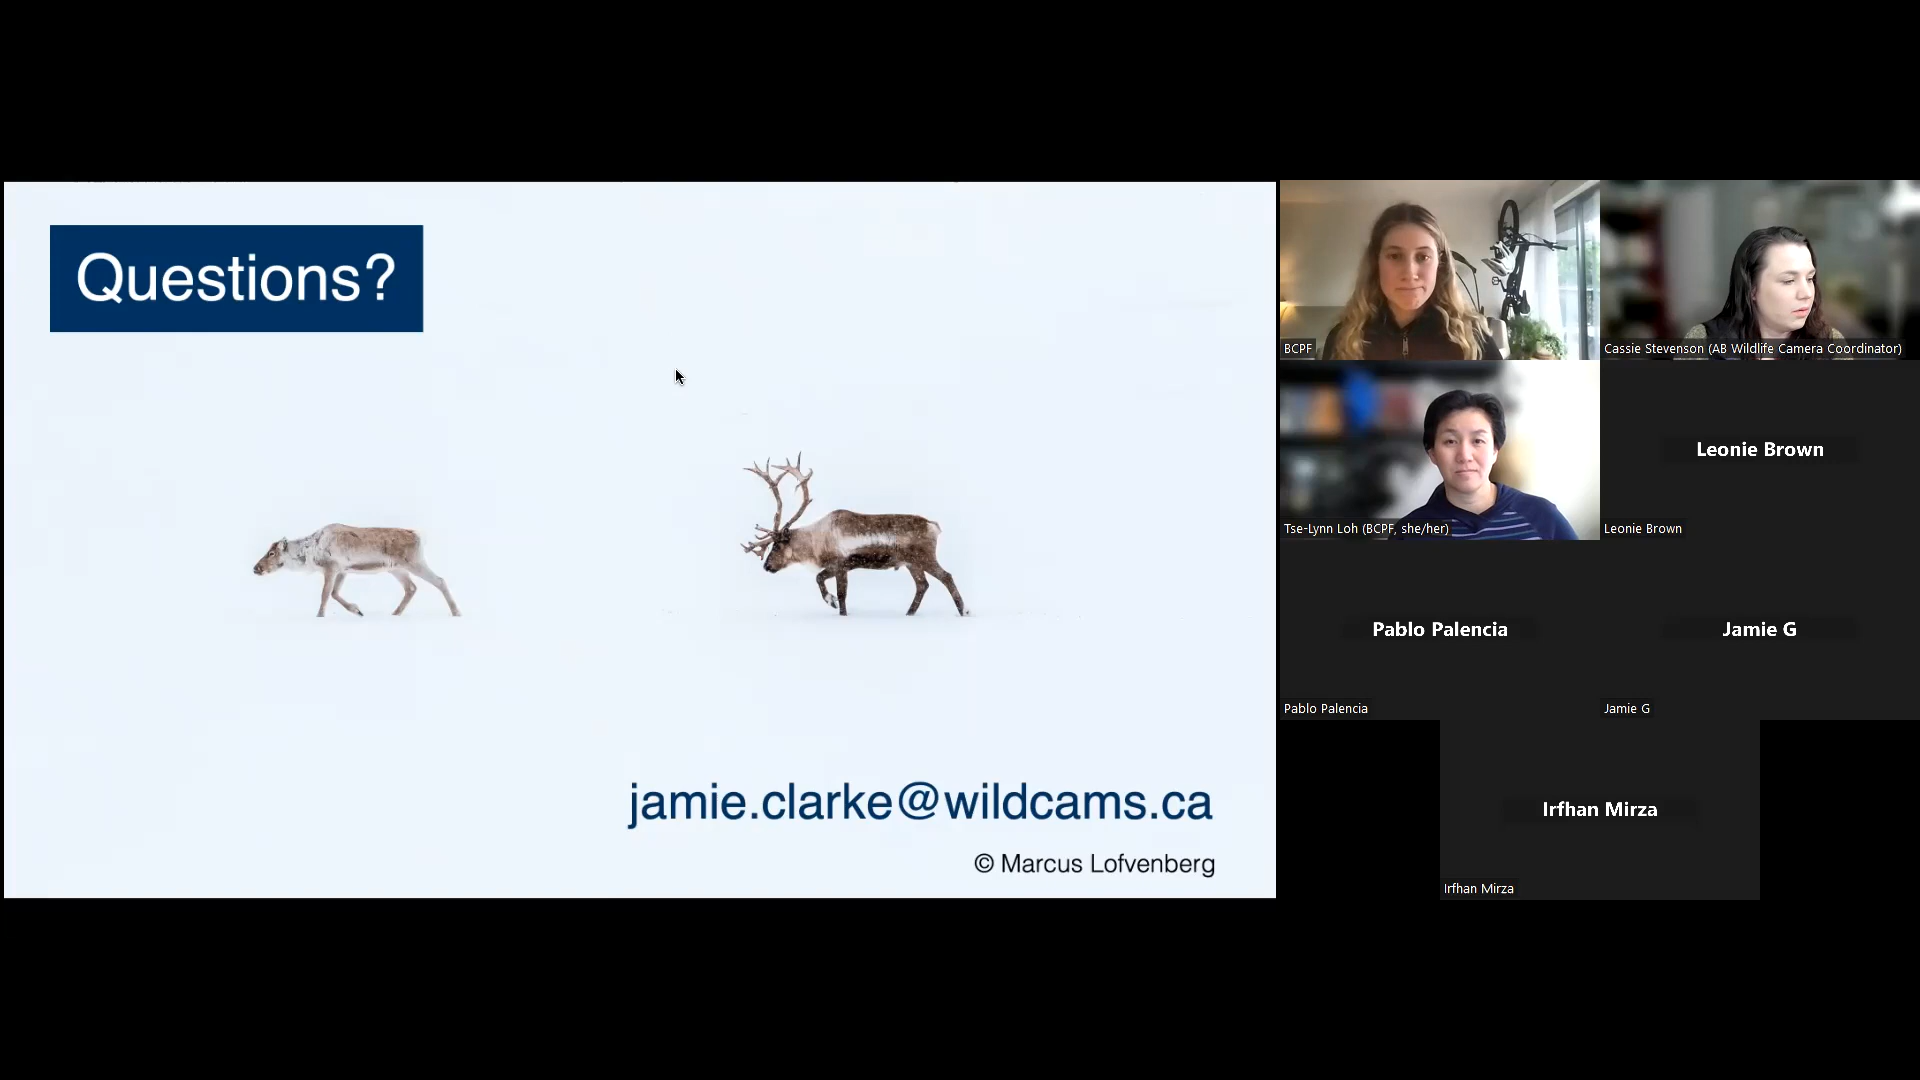 Questions?
jamie.clarke@wildcams.ca
© Marcus Lofvenberg
BCPF
Cassie Stevenson (AB Wildlife Camera Coordinator)
Tse-Lynn Loh (BCPF, she/her)
Leonie Brown
Leonie Brown
Pablo Palencia
Pablo Palencia
Jamie G
Jamie G
Irfhan Mirza
Irfhan Mirza